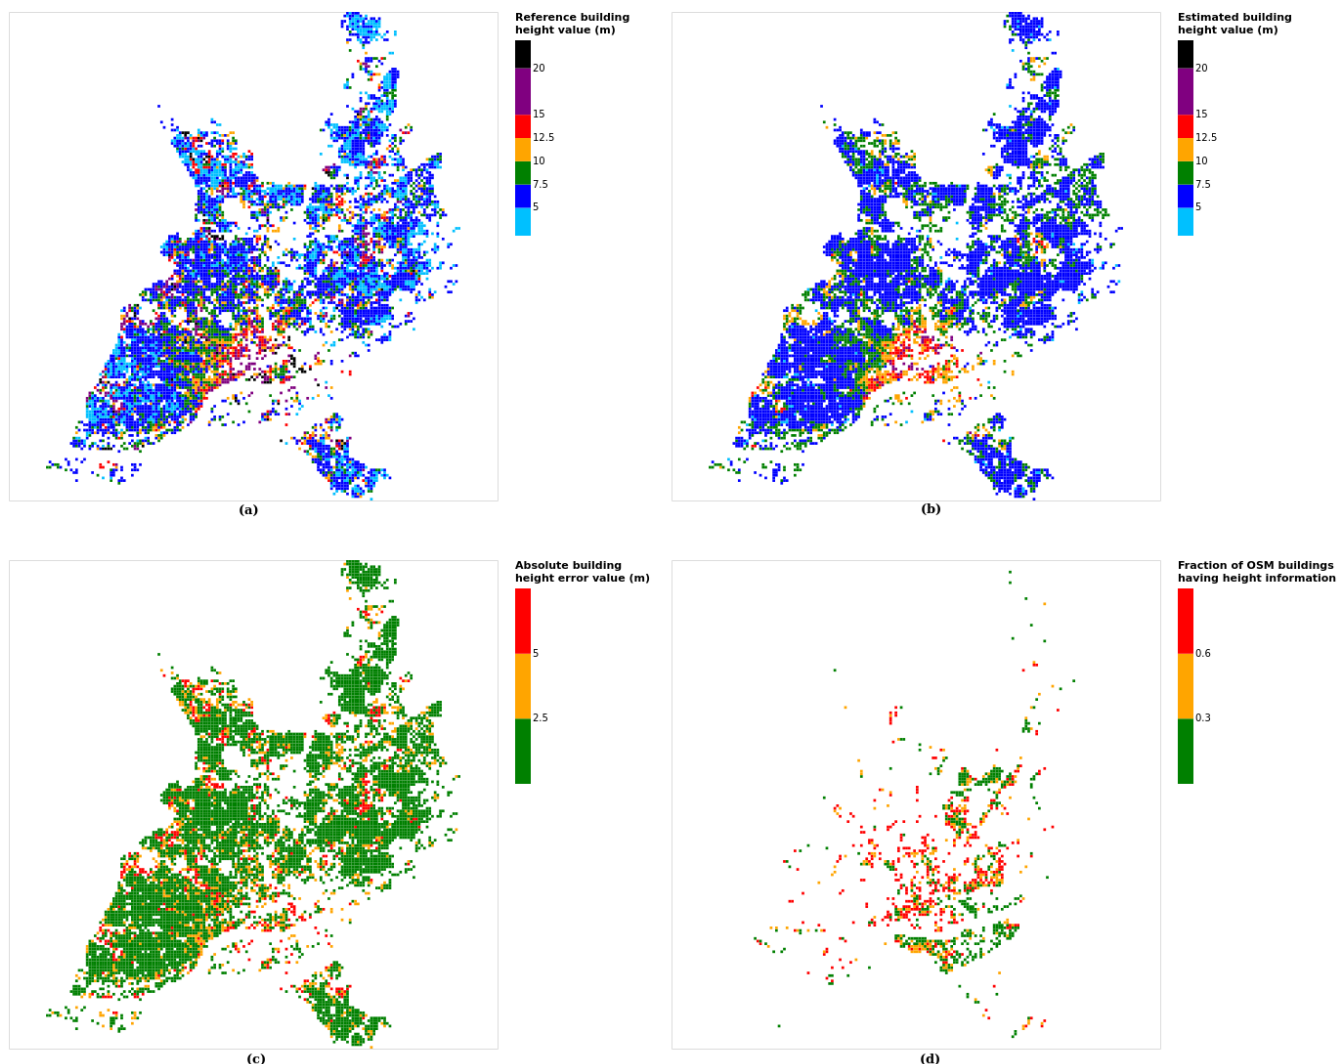 Reference building
height value (m)
20
15
12.5
10
7.5
5
(a)
Estimated building
height value (m)
20
15
12.5
10
7.5
5
(b)
Absolute building
height error value (m)
5
2.5
(c)
Fraction of OSM buildings
having height information
0.6
0.3
(d)